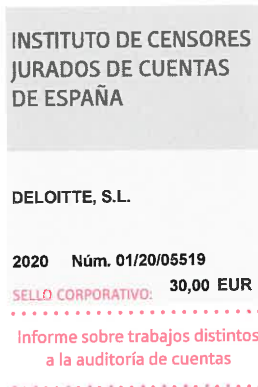 INSTITUTO DE CENSORES
JURADOS DE CUENTAS
DE ESPAÑA
DELOITTE, S.L.
2020 Núm. 01/20/05519
SELLO CORPORATIVO: 30,00 EUR
Informe sobre trabajos distintos
a la auditoría de cuentas